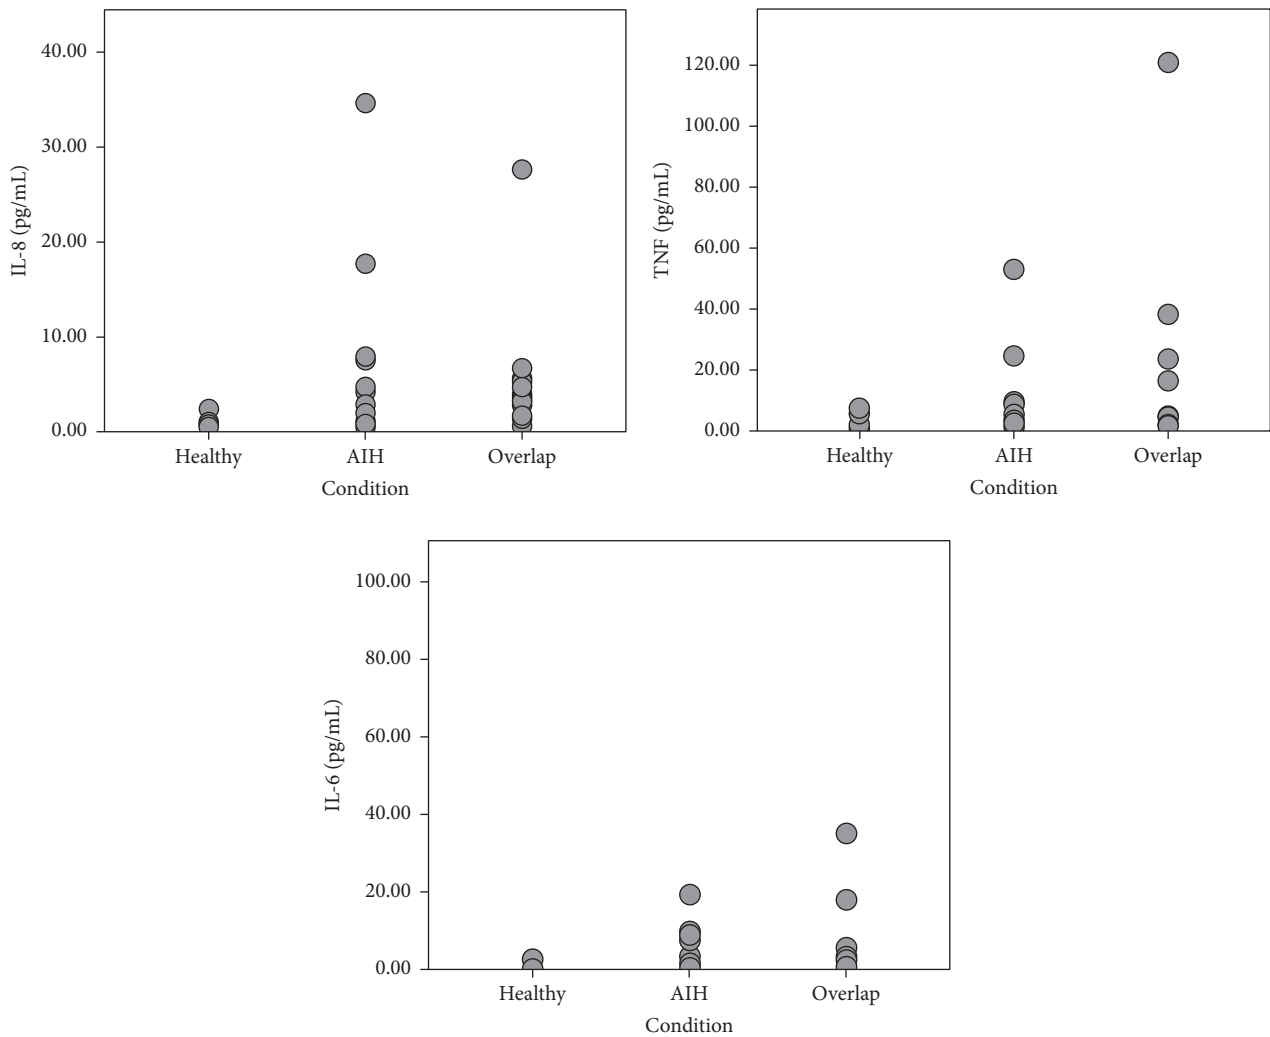 IL-8 (pg/mL)
40.00
30.00
20.00
10.00
0.00
Healthy AIH Overlap
Condition
TNF (pg/mL)
120.00
100.00
80.00
60.00
40.00
20.00
0.00
Healthy AIH Overlap
Condition
IL-6 (pg/mL)
100.00
80.00
60.00
40.00
20.00
0.00
Healthy AIH Overlap
Condition